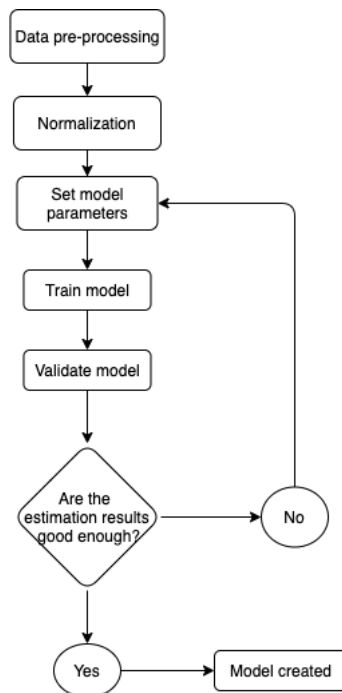 Data pre-processing
Normalization
Set model
parameters
Train model
Validate model
Are the
estimation results
good enough?
No
Yes
Model created